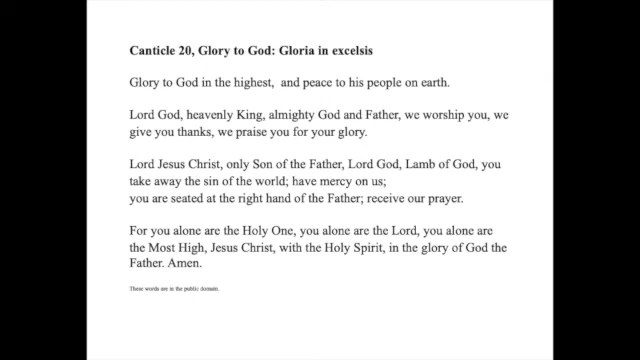 Canticle 20, Glory to God: Gloria in excelsis
Glory to God in the highest,  and peace to his people on earth.
Lord God, heavenly King, almighty God and Father, we worship you, we
give you thanks, we praise you for your glory.
Lord Jesus Christ, only Son of the Father, Lord God, Lamb of God, you
take away the sin of the world; have mercy on us;
you are seated at the right hand of the Father; receive our prayer.
For you alone are the Holy One, you alone are the Lord, you alone are
the Most High, Jesus Christ, with the Holy Spirit, in the glory of God the
Father. Amen.
These words are in the public domain.